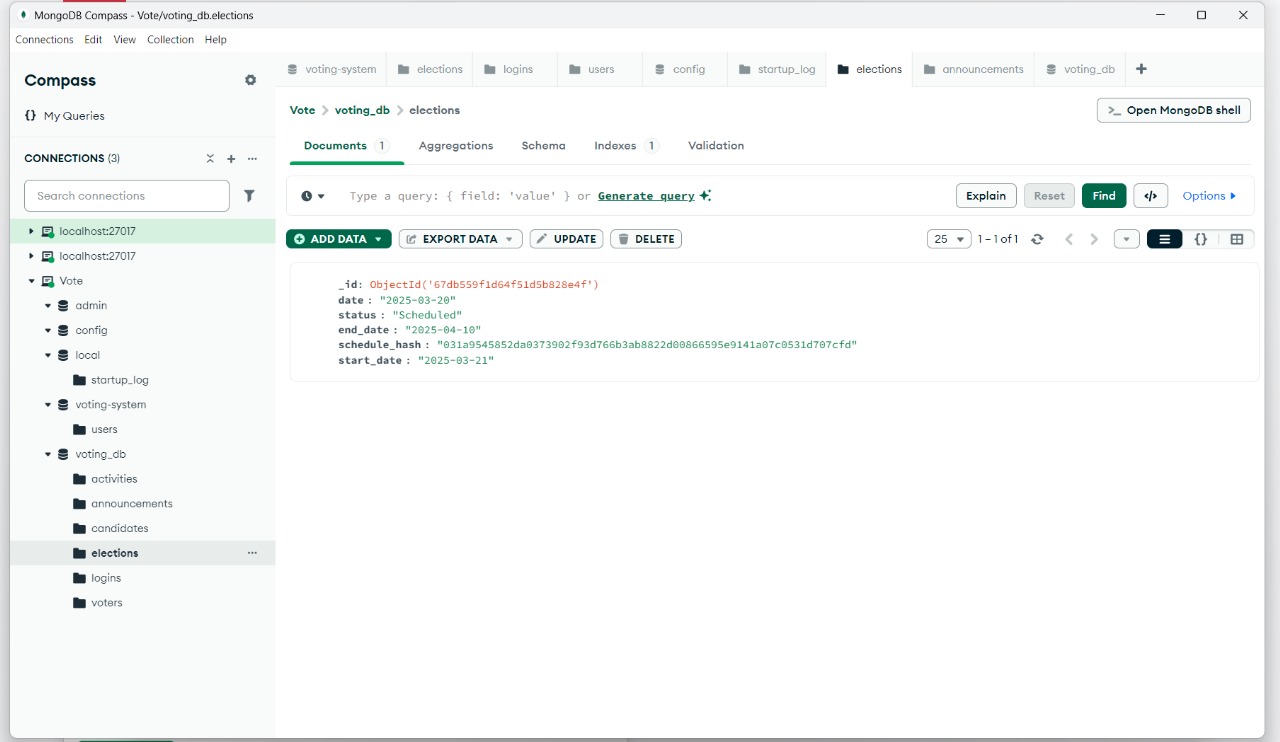 MongoDB Compass - Vote/voting_db.elections
Connections Edit View Collection Help
Compass
{} My Queries
CONNECTIONS (3)
Search connections
localhost:27017
localhost:27017
Vote
admin
config
local
startup_log
voting-system
users
voting_db
activities
announcements
candidates
elections
logins
voters
voting-system elections logins users config startup_log elections announcements voting_db
Vote > voting_db > elections
>_ Open MongoDB shell
Documents 1 Aggregations Schema Indexes 1 Validation
Type a query: { field: 'value' } or Generate query
Explain Reset Find </> Options
ADD DATA EXPORT DATA UPDATE DELETE
25 1 – 1 of 1 {}
_id: ObjectId('67db559f1d64f51d5b828e4f')
date : "2025-03-20"
status : "Scheduled"
end_date : "2025-04-10"
schedule_hash : "031a9545852da0373902f93d766b3ab8822d00866595e9141a07c0531d707cfd"
start_date : "2025-03-21"